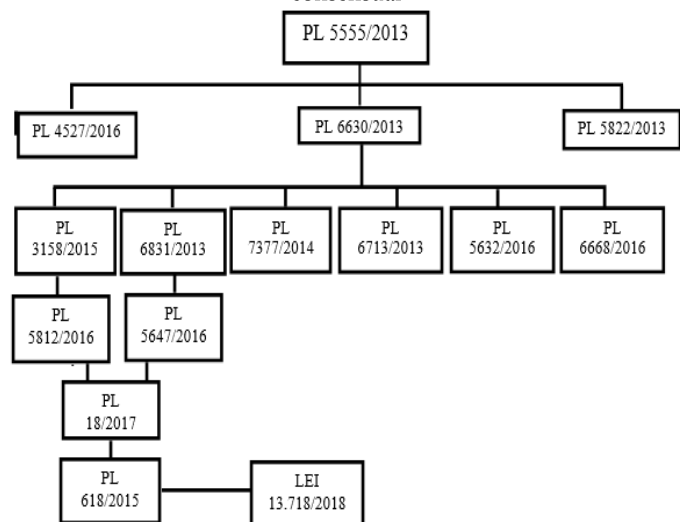 PL 5555/2013
PL 4527/2016
PL 6630/2013
PL 5822/2013
PL
3158/2015
PL
6831/2013
PL
7377/2014
PL
6713/2013
PL
5632/2016
PL
6668/2016
PL
5812/2016
PL
5647/2016
PL
18/2017
PL
618/2015
LEI
13.718/2018